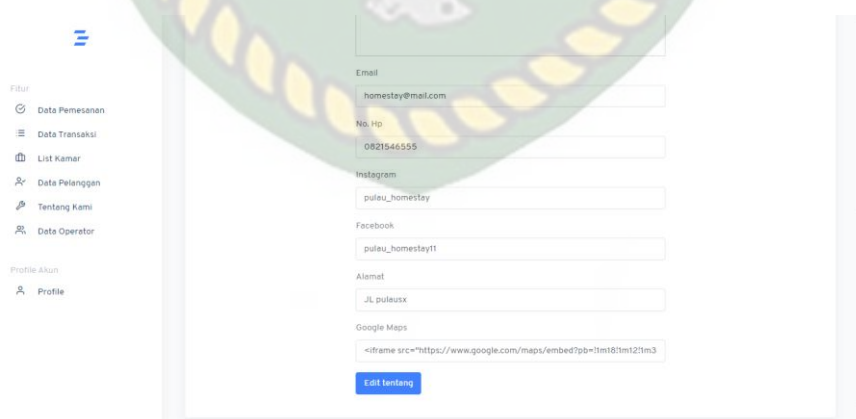 Fitur
Data Pemesanan
Data Transaksi
List Kamar
Data Pelanggan
Tentang Kami
Data Operator
Profile Akun
Profile
Email
homestay@mail.com
No. Hp
0821546555
Instagram
pulau_homestay
Facebook
pulau_homestay11
Alamat
JL pulausx
Google Maps
<iframe src="https://www.google.com/maps/embed?pb=!1m18!1m12!1m3
Edit tentang